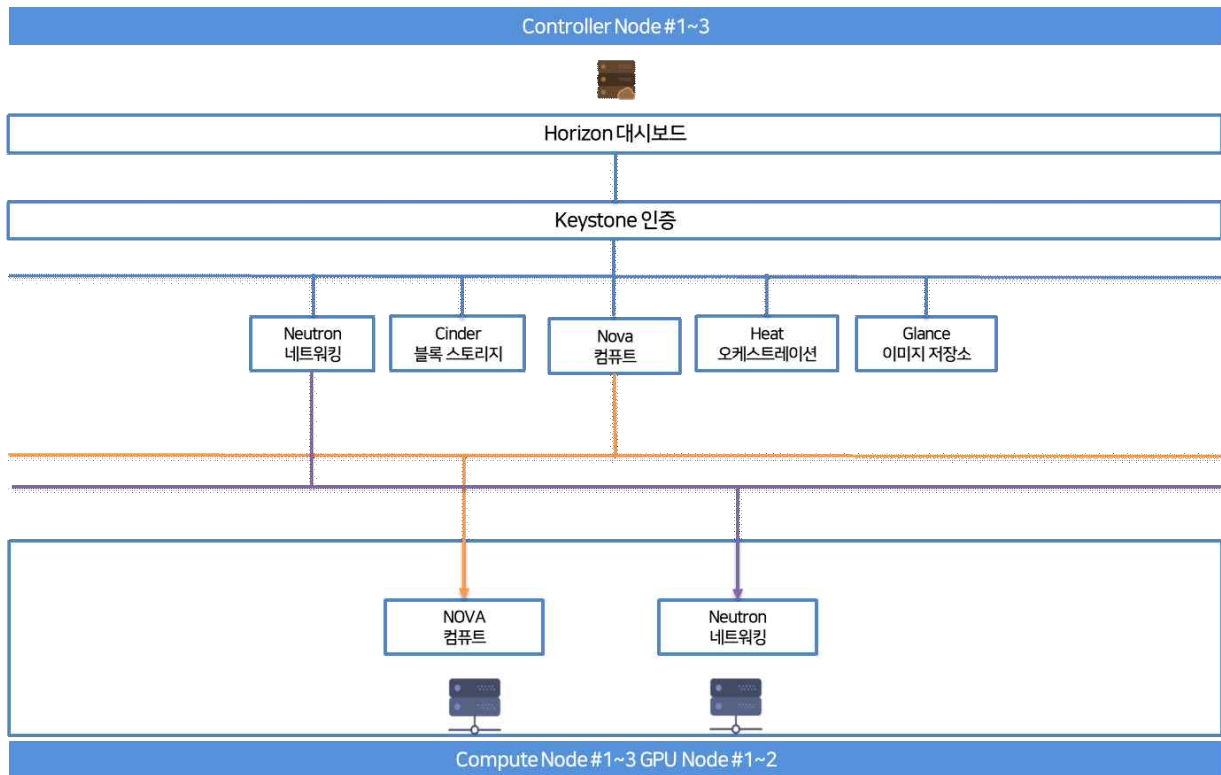 Controller Node #1~3
Horizon 대시보드
Keystone 인증
Neutron
네트워킹
Cinder
블록 스토리지
Nova
컴퓨트
Heat
오케스트레이션
Glance
이미지 저장소
NOVA
컴퓨트
Neutron
네트워킹
Compute Node #1~3 GPU Node #1~2